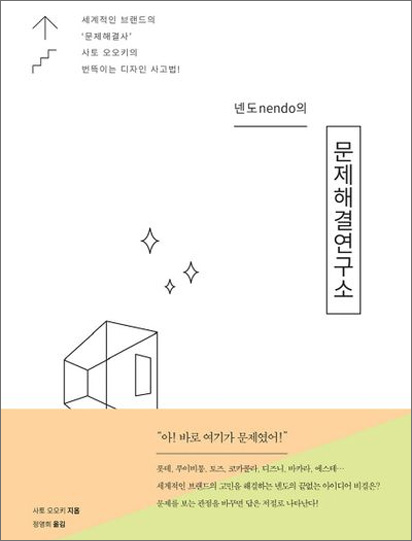 세계적인 브랜드의
‘문제해결사’
사토 오오키의
번뜩이는 디자인 사고법!
넨도nendo의
문제해결연구소
“아! 바로 여기가 문제였어!”
롯데, 루이비통, 토즈, 코카콜라, 디즈니, 바카라, 에스테…
세계적인 브랜드의 고민을 해결하는 넨도의 끝없는 아이디어 비결은?
문제를 보는 관점을 바꾸면 답은 저절로 나타난다!
사토 오오키 지음
정영희 옮김